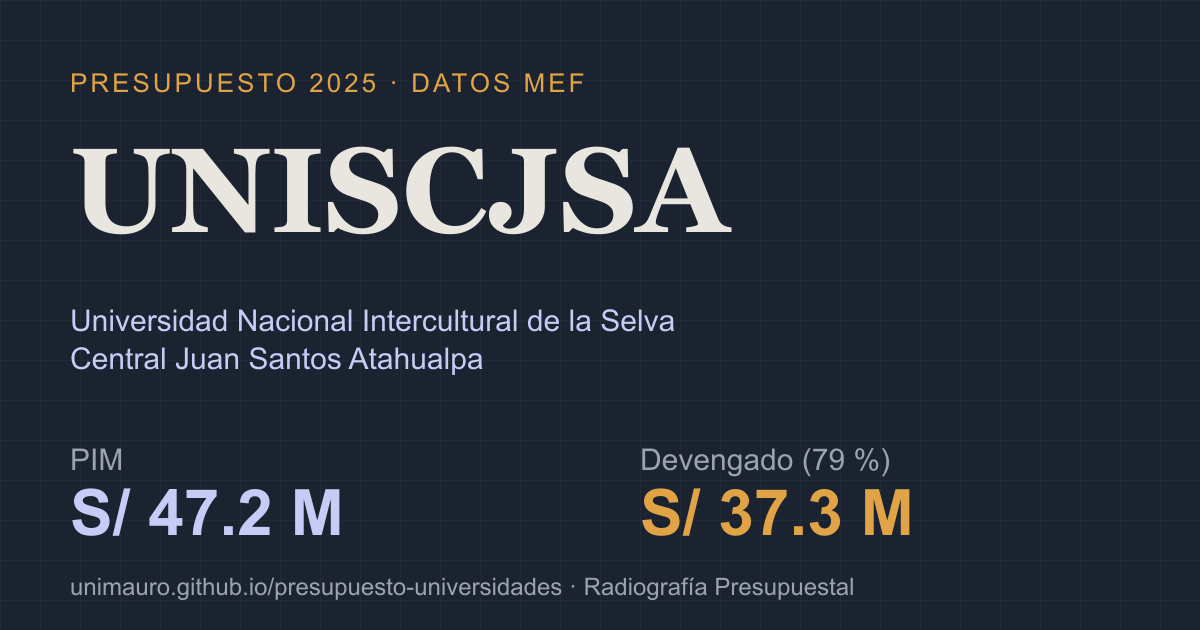 PRESUPUESTO 2025 · DATOS MEF
UNISCJSA
Universidad Nacional Intercultural de la Selva
Central Juan Santos Atahualpa
PIM
S/ 47.2 M
Devengado (79 %)
S/ 37.3 M
unimauro.github.io/presupuesto-universidades · Radiografía Presupuestal